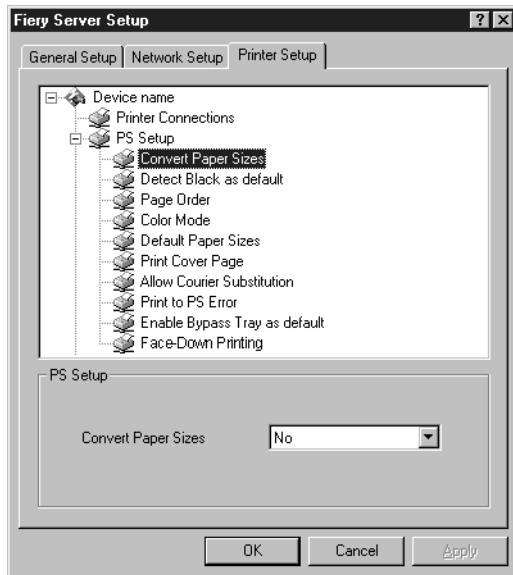 Fiery Server Setup
General Setup Network Setup Printer Setup
Device name
Printer Connections
PS Setup
Convert Paper Sizes
Detect Black as default
Page Order
Color Mode
Default Paper Sizes
Print Cover Page
Allow Courier Substitution
Print to PS Error
Enable Bypass Tray as default
Face-Down Printing
PS Setup
Convert Paper Sizes No
OK Cancel Apply